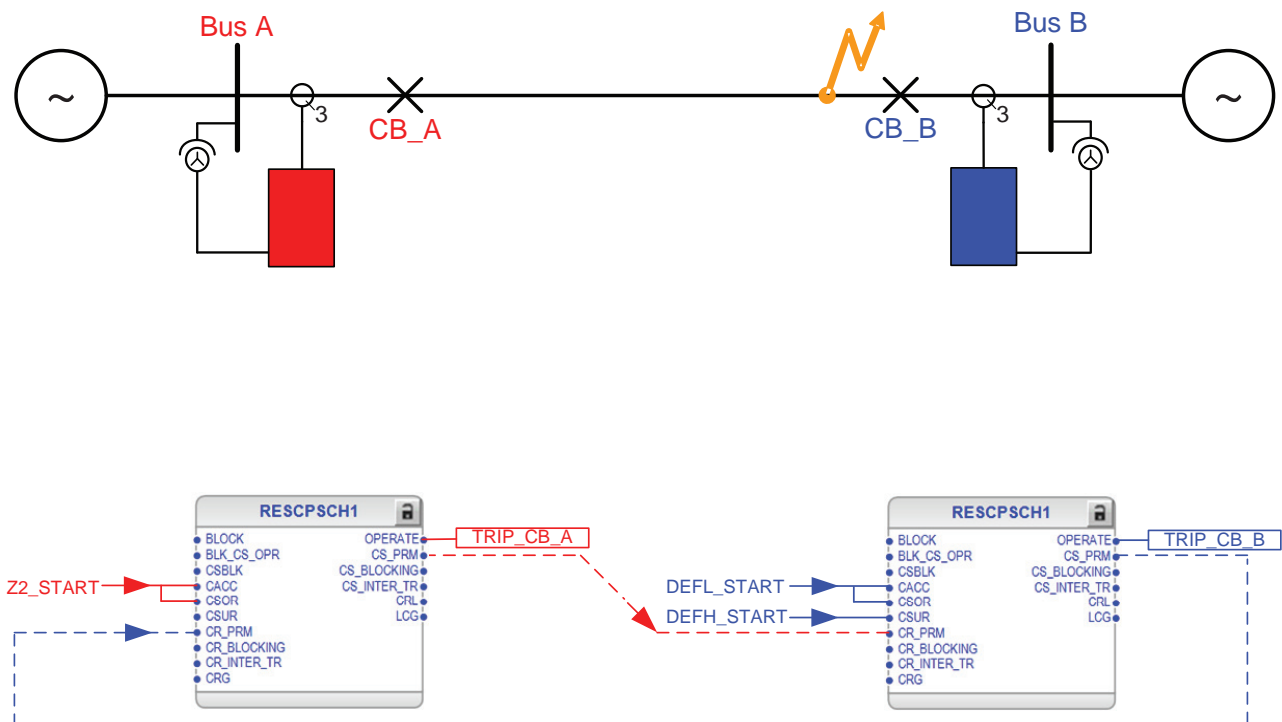 Bus A
Bus B
~
~
3
3
CB_A
CB_B
RESCPSCH1
BLOCK
BLK_CS_OPR
CSBLK
CACC
CSOR
CSUR
CR_PRM
CR_BLOCKING
CR_INTER_TR
CRG
OPERATE
CS_PRM
CS_BLOCKING
CS_INTER_TR
CRL
LCG
Z2_START
TRIP_CB_A
RESCPSCH1
BLOCK
BLK_CS_OPR
CSBLK
CACC
CSOR
CSUR
CR_PRM
CR_BLOCKING
CR_INTER_TR
CRG
OPERATE
CS_PRM
CS_BLOCKING
CS_INTER_TR
CRL
LCG
DEFL_START
DEFH_START
TRIP_CB_B